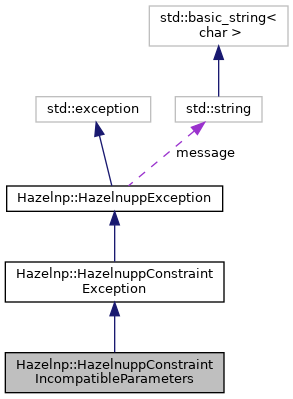 std::basic_string<
char >
std::exception
std::string
message
Hazelnp::HazelnuppException
Hazelnp::HazelnuppConstraint
Exception
Hazelnp::HazelnuppConstraint
IncompatibleParameters